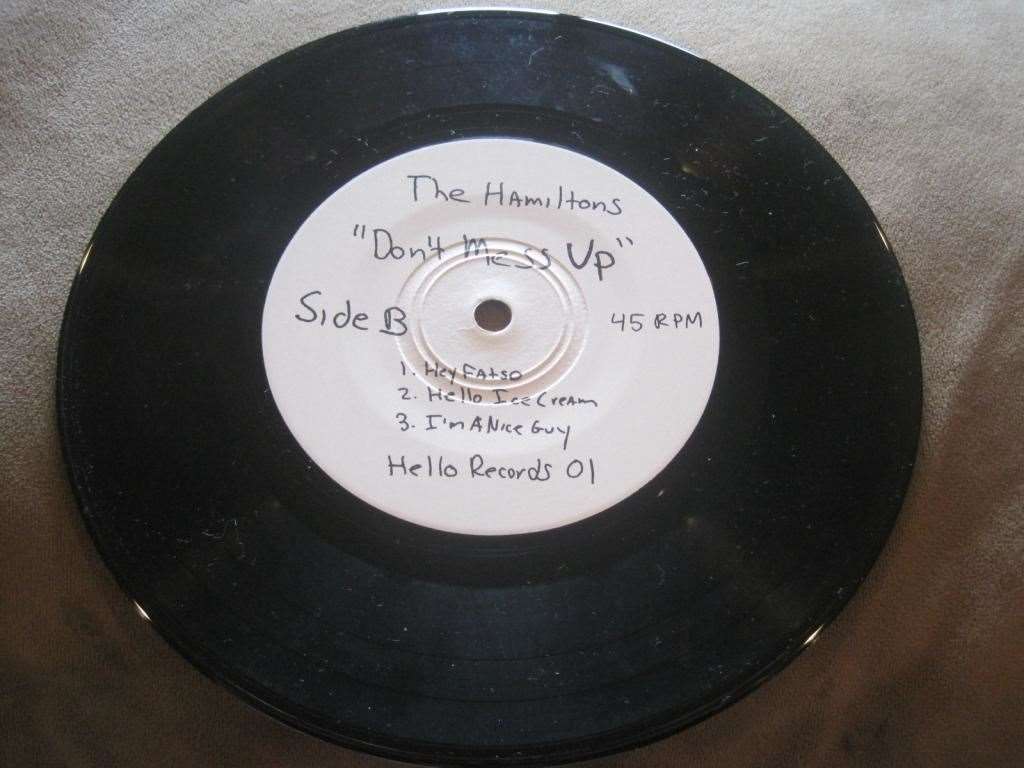 The Hamiltons
"Don't Mess Up"
Side B 45 RPM
1. Hey Fatso
2. Hello Ice Cream
3. I'm A Nice Guy
Hello Records 01